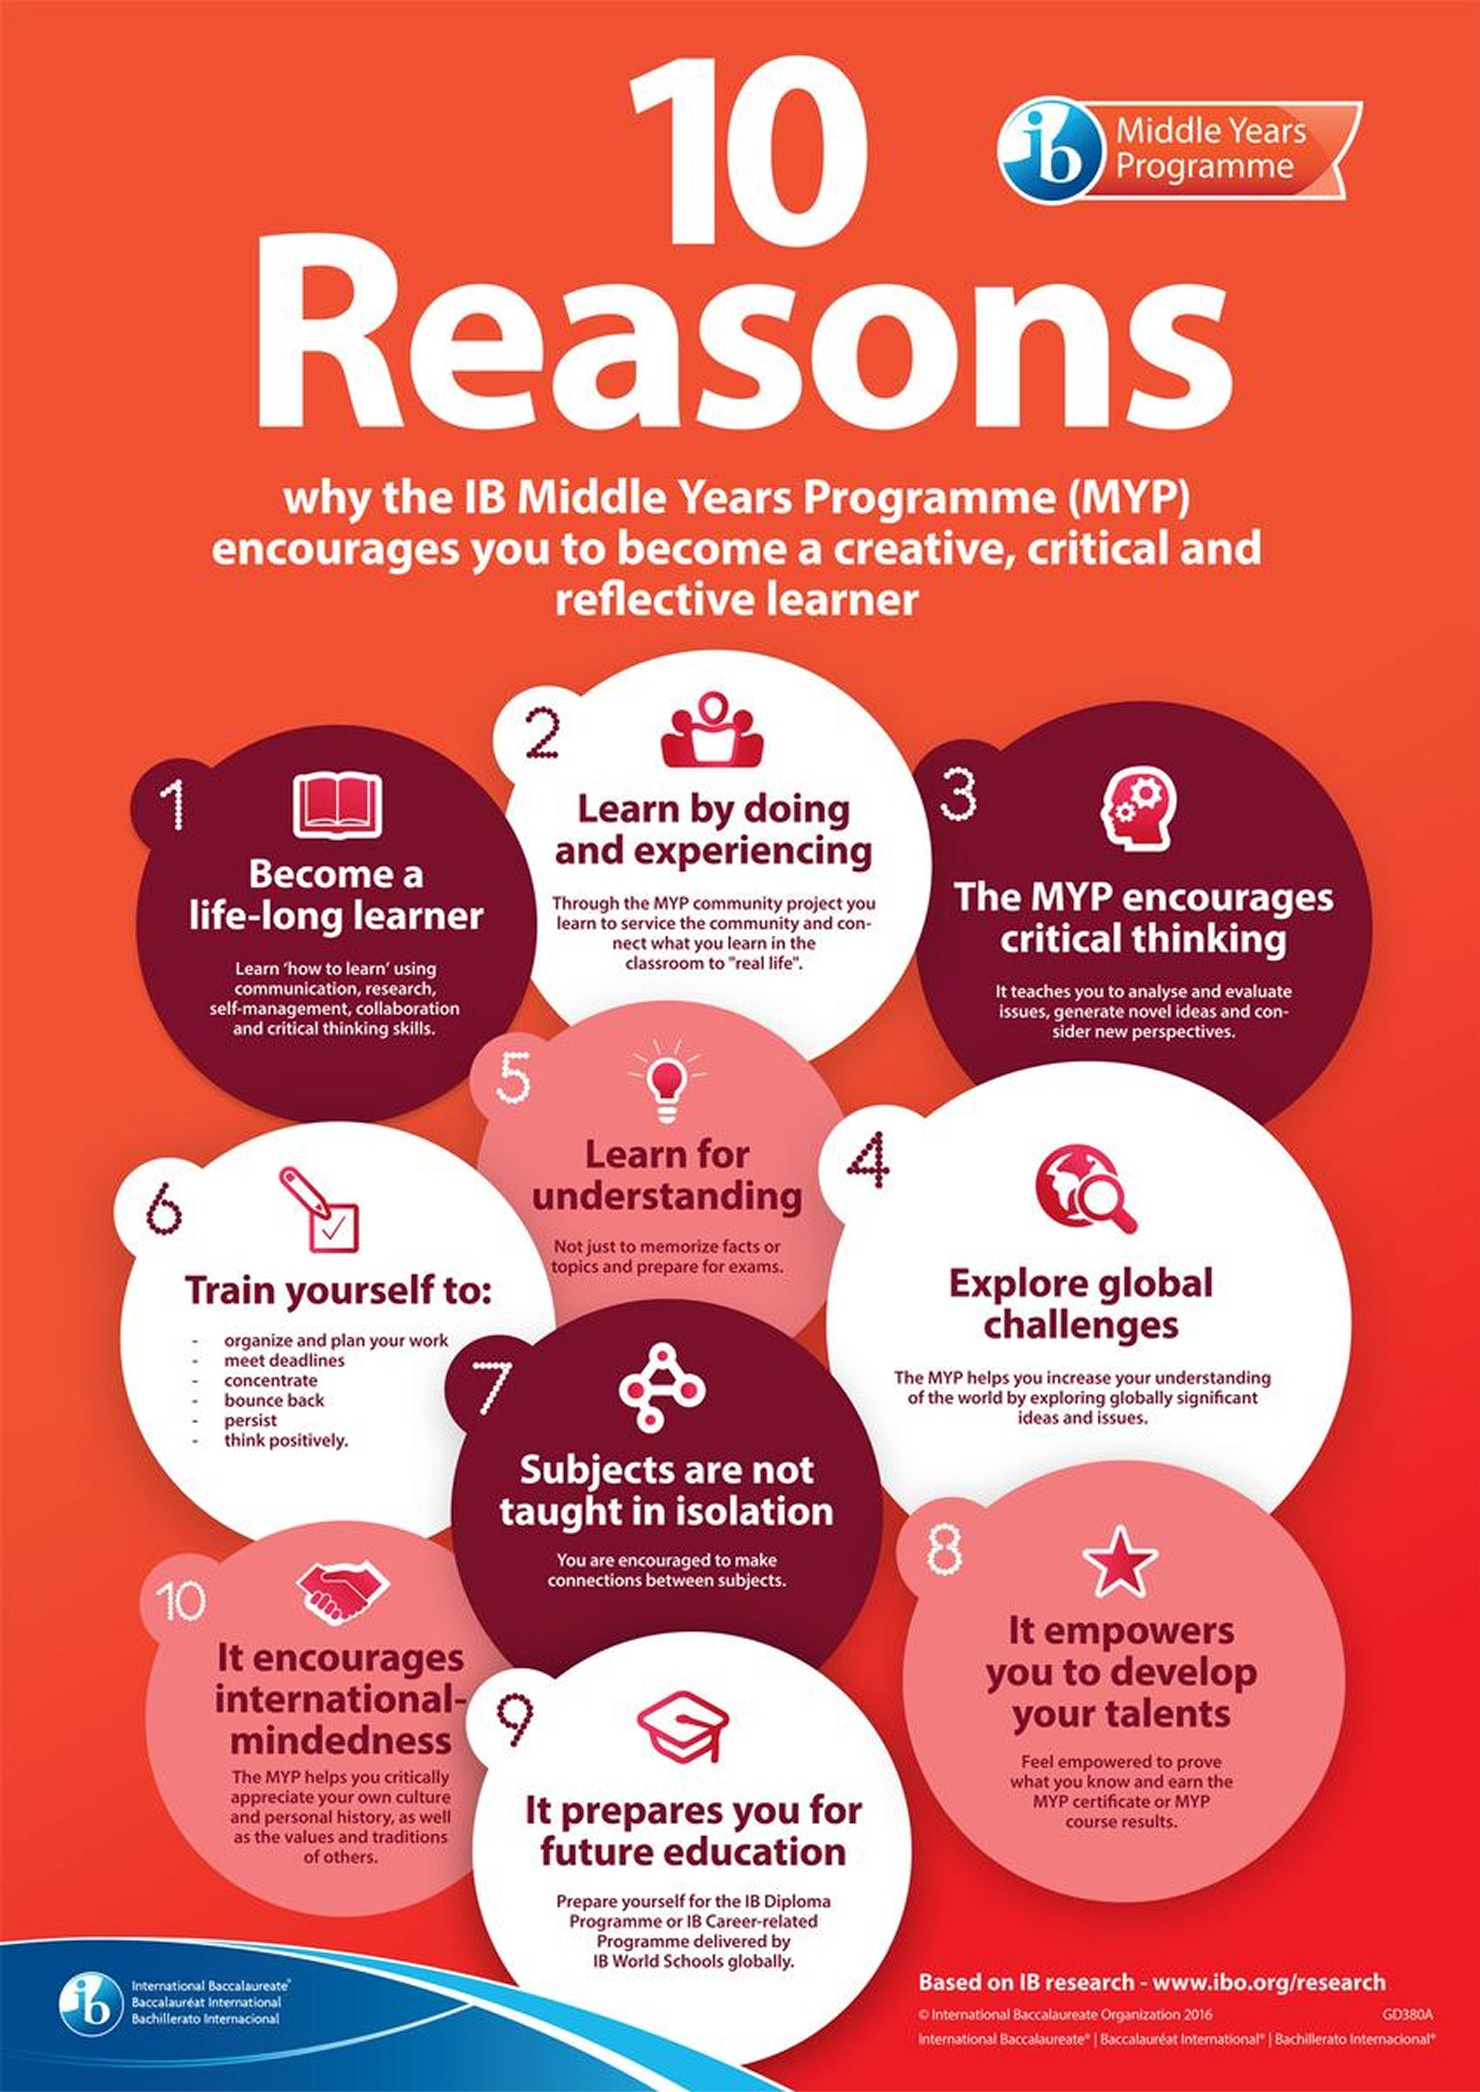 10
Reasons
ib
Middle Years
Programme
why the IB Middle Years Programme (MYP)
encourages you to become a creative, critical and
reflective learner
1
Become a
life-long learner
Learn 'how to learn' using
communication, research,
self-management, collaboration
and critical thinking skills.
2
Learn by doing
and experiencing
Through the MYP community project you
learn to service the community and con-
nect what you learn in the
classroom to "real life".
3
The MYP encourages
critical thinking
It teaches you to analyse and evaluate
issues, generate novel ideas and con-
sider new perspectives.
4
Explore global
challenges
The MYP helps you increase your understanding
of the world by exploring globally significant
ideas and issues.
5
Learn for
understanding
Not just to memorize facts or
topics and prepare for exams.
6
Train yourself to:
- organize and plan your work
- meet deadlines
- concentrate
- bounce back
- persist
- think positively.
7
Subjects are not
taught in isolation
You are encouraged to make
connections between subjects.
8
It empowers
you to develop
your talents
Feel empowered to prove
what you know and earn the
MYP certificate or MYP
course results.
9
It prepares you for
future education
Prepare yourself for the IB Diploma
Programme or IB Career-related
Programme delivered by
IB World Schools globally.
10
It encourages
international-
mindedness
The MYP helps you critically
appreciate your own culture
and personal history, as well
as the values and traditions
of others.
ib
International Baccalaureate®
Baccalauréat International
Bachillerato Internacional
Based on IB research - www.ibo.org/research
© International Baccalaureate Organization 2016 GD380A
International Baccalaureate® | Baccalauréat International® | Bachillerato Internacional®